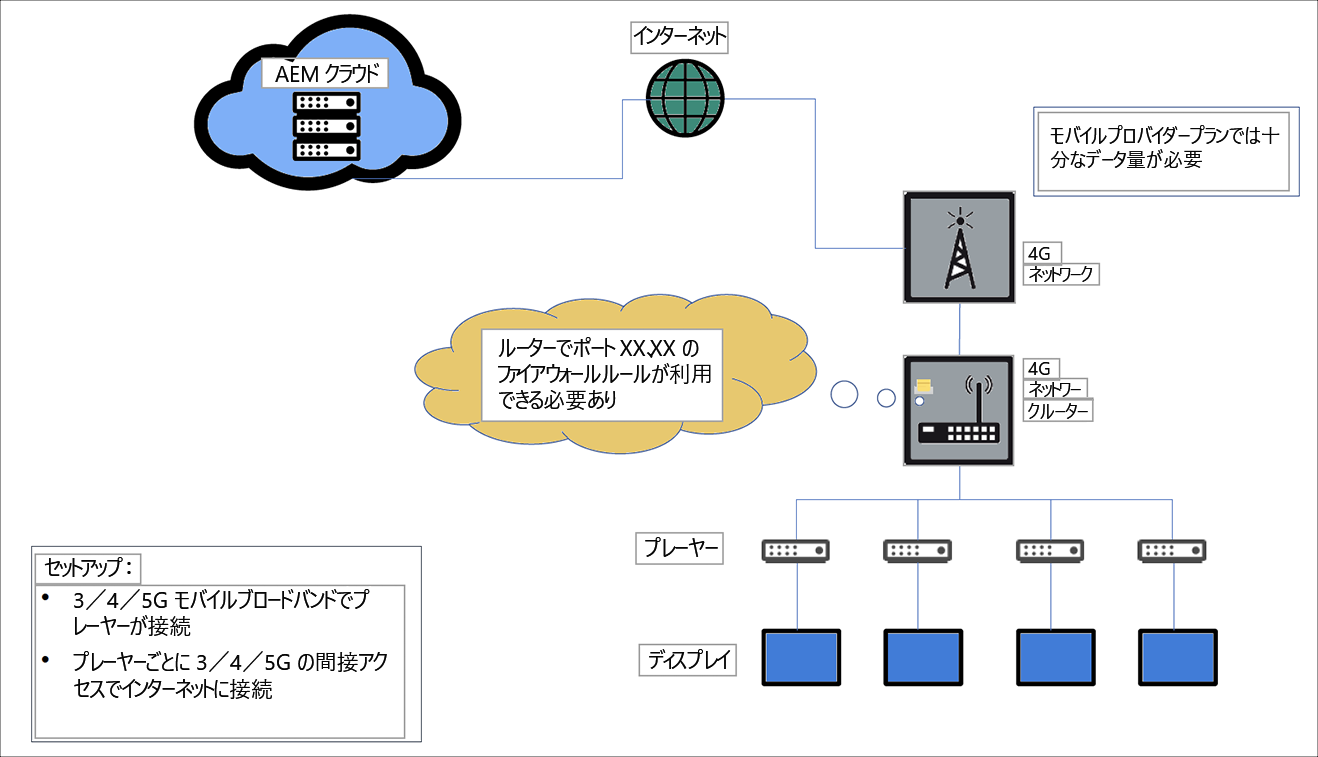 AEM クラウド
インターネット
モバイルプロバイダープランでは十
分なデータ量が必要
4G
ネットワーク
ルーターでポート XX、XX の
ファイアウォールルールが利用
できる必要あり
4G
ネットワー
クルーター
プレーヤー
ディスプレイ
セットアップ：
• 3／4／5G モバイルブロードバンドでプ
レーヤーが接続
• プレーヤーごとに 3／4／5G の間接アク
セスでインターネットに接続